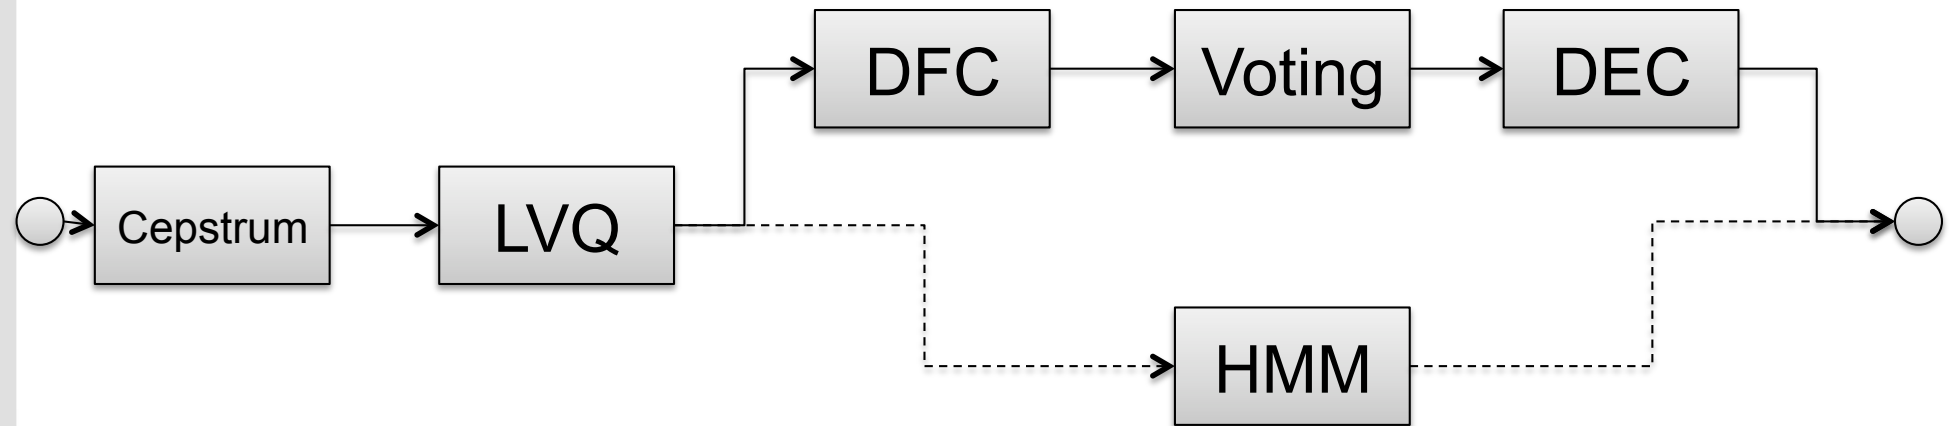 DFC
Voting
DEC
Cepstrum
LVQ
HMM